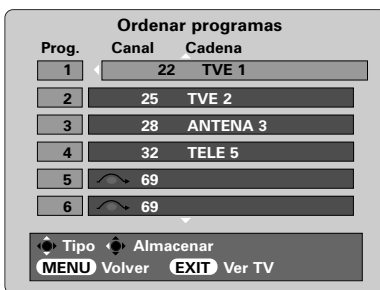 Ordenar programas
Prog. Canal Cadena
1 22 TVE 1
2 25 TVE 2
3 28 ANTENA 3
4 32 TELE 5
5 69
6 69
Tipo Almacenar
MENU Volver EXIT Ver TV